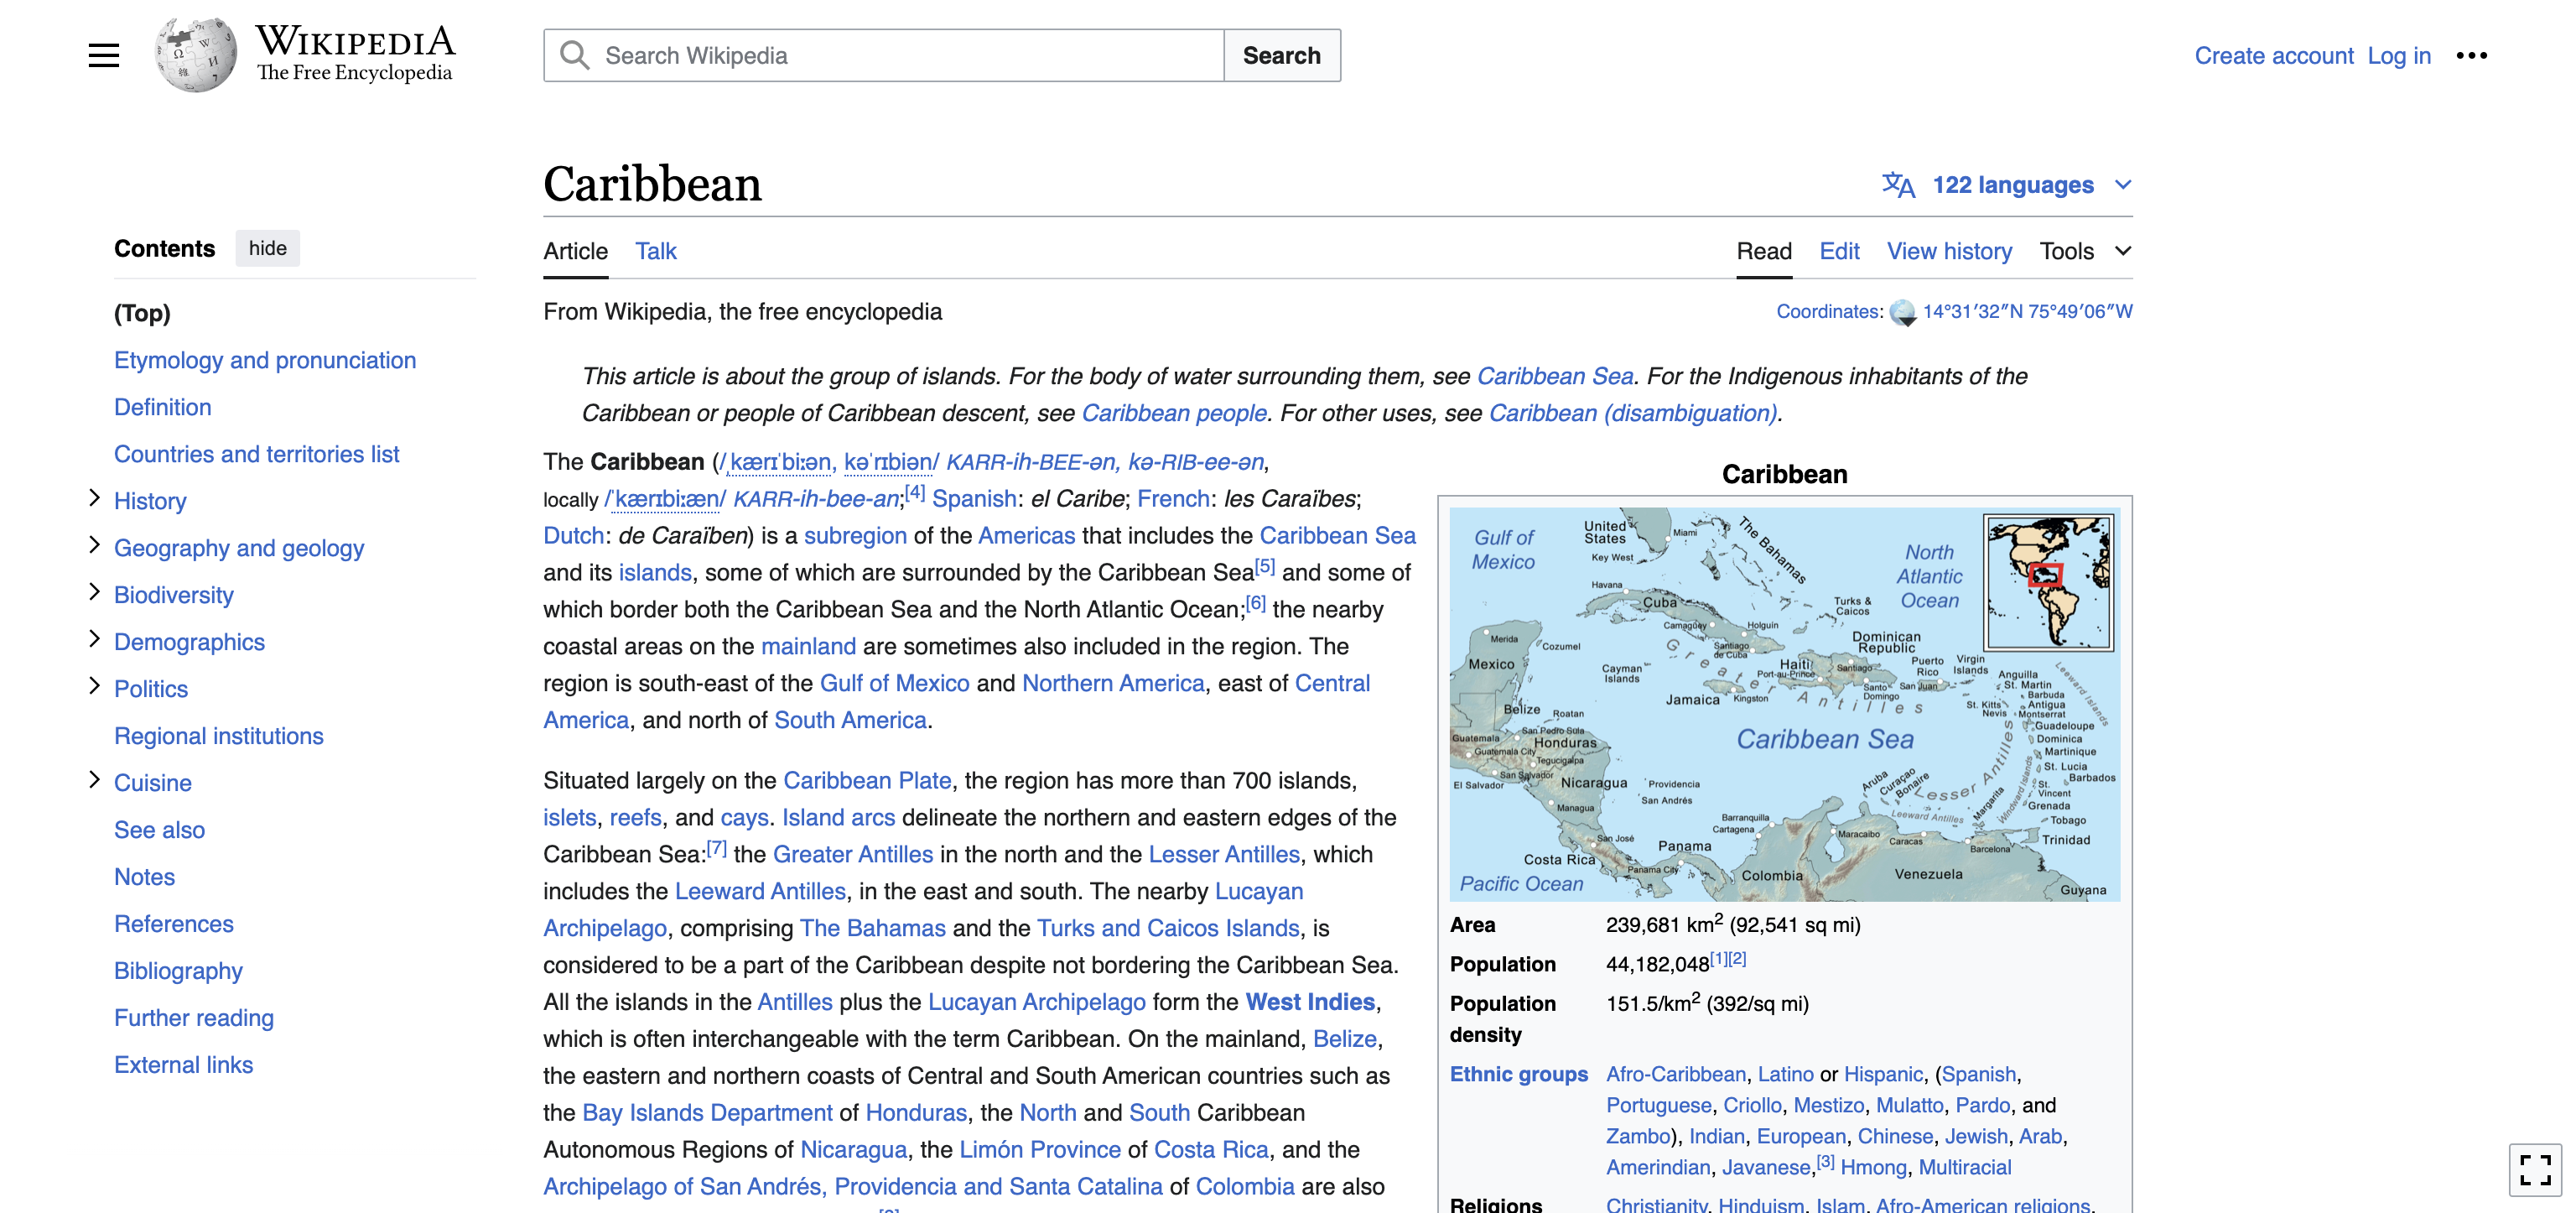 WIKIPEDIA
The Free Encyclopedia
Search Wikipedia
Search
Create account
Log in
Contents
hide
(Top)
Etymology and pronunciation
Definition
Countries and territories list
History
Geography and geology
Biodiversity
Demographics
Politics
Regional institutions
Cuisine
See also
Notes
References
Bibliography
Further reading
External links
Caribbean
122 languages
Article
Talk
Read
Edit
View history
Tools
From Wikipedia, the free encyclopedia
Coordinates: 14°31′32″N 75°49′06″W
This article is about the group of islands. For the body of water surrounding them, see Caribbean Sea. For the Indigenous inhabitants of the
Caribbean or people of Caribbean descent, see Caribbean people. For other uses, see Caribbean (disambiguation).
The Caribbean (/ˌkærɪˈbiːən, kəˈrɪbiən/ KARR-ih-BEE-ən, kə-RIB-ee-ən,
locally /ˈkærɪbiːæn/ KARR-ih-bee-an;[4] Spanish: el Caribe; French: les Caraïbes;
Dutch: de Caraïben) is a subregion of the Americas that includes the Caribbean Sea
and its islands, some of which are surrounded by the Caribbean Sea[5] and some of
which border both the Caribbean Sea and the North Atlantic Ocean;[6] the nearby
coastal areas on the mainland are sometimes also included in the region. The
region is south-east of the Gulf of Mexico and Northern America, east of Central
America, and north of South America.
Situated largely on the Caribbean Plate, the region has more than 700 islands,
islets, reefs, and cays. Island arcs delineate the northern and eastern edges of the
Caribbean Sea:[7] the Greater Antilles in the north and the Lesser Antilles, which
includes the Leeward Antilles, in the east and south. The nearby Lucayan
Archipelago, comprising The Bahamas and the Turks and Caicos Islands, is
considered to be a part of the Caribbean despite not bordering the Caribbean Sea.
All the islands in the Antilles plus the Lucayan Archipelago form the West Indies,
which is often interchangeable with the term Caribbean. On the mainland, Belize,
the eastern and northern coasts of Central and South American countries such as
the Bay Islands Department of Honduras, the North and South Caribbean
Autonomous Regions of Nicaragua, the Limón Province of Costa Rica, and the
Archipelago of San Andrés, Providencia and Santa Catalina of Colombia are also
Caribbean
Gulf of
Mexico
United
States
Miami
Key West
The Bahamas
North
Atlantic
Ocean
Havana
Cuba
Turks &
Caicos
Camagüey
Holguin
Santiago
de Cuba
Merida
Cozumel
Mexico
Cayman
Islands
Dominican
Republic
Haiti
Port-au-Prince
Santiago
Santo
Domingo
Puerto
Rico
San Juan
Virgin
Islands
Jamaica
Kingston
Greater Antilles
Anguilla
St. Martin
Barbuda
Antigua
St. Kitts
Nevis
Montserrat
Guadeloupe
Dominica
Martinique
St. Lucia
Barbados
St.
Vincent
Grenada
Tobago
Trinidad
Leeward Islands
Windward Islands
Lesser Antilles
Leeward Antilles
Caribbean Sea
Belize
Roatan
San Pedro Sula
Guatemala
Honduras
Guatemala City
Tegucigalpa
San Salvador
El Salvador
Nicaragua
Providencia
San Andrés
Managua
Aruba
Curaçao
Bonaire
Margarita
Barranquilla
Cartagena
Maracaibo
Caracas
Barcelona
San José
Costa Rica
Panama
Panama City
Pacific Ocean
Colombia
Venezuela
Guyana
Area 239,681 km2 (92,541 sq mi)
Population 44,182,048[1][2]
Population 151.5/km2 (392/sq mi)
density
Ethnic groups Afro-Caribbean, Latino or Hispanic, (Spanish,
Portuguese, Criollo, Mestizo, Mulatto, Pardo, and
Zambo), Indian, European, Chinese, Jewish, Arab,
Amerindian, Javanese,[3] Hmong, Multiracial
Religions Christianity, Hinduism, Islam, Afro-American religions,